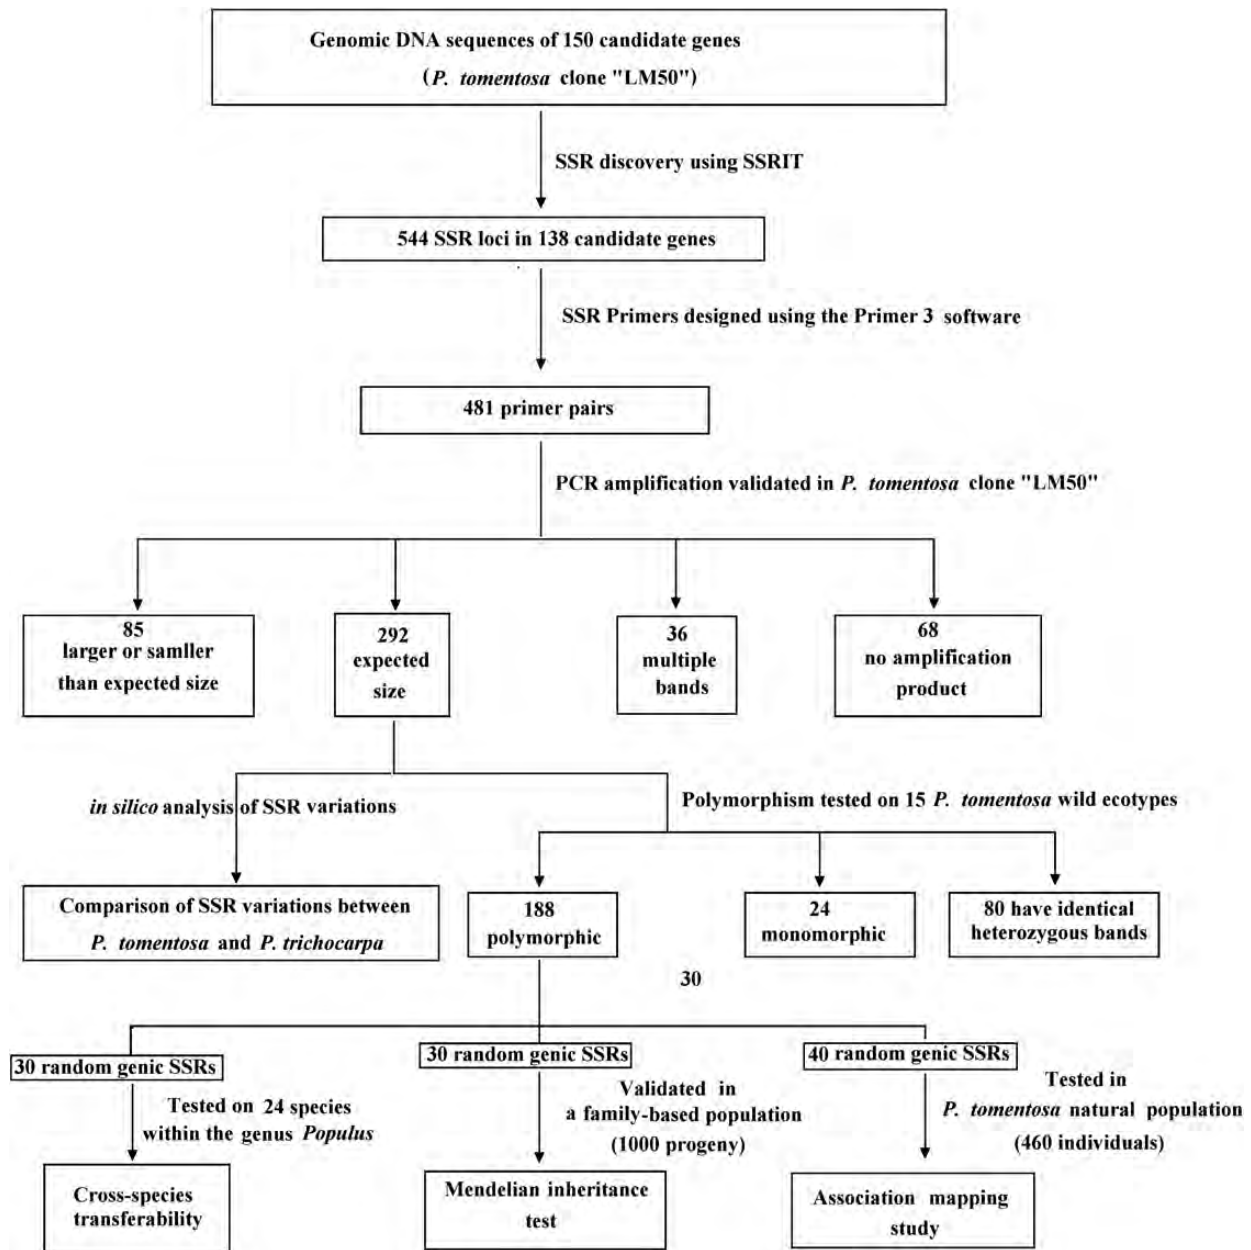 Genomic DNA sequences of 150 candidate genes
(P. tomentosa clone "LM50")
SSR discovery using SSRIT
544 SSR loci in 138 candidate genes
SSR Primers designed using the Primer 3 software
481 primer pairs
PCR amplification validated in P. tomentosa clone "LM50"
85
larger or samller
than expected size
292
expected
size
36
multiple
bands
68
no amplification
product
in silico analysis of SSR variations
Polymorphism tested on 15 P. tomentosa wild ecotypes
Comparison of SSR variations between
P. tomentosa and P. trichocarpa
188
polymorphic
24
monomorphic
80 have identical
heterozygous bands
30
30 random genic SSRs
30 random genic SSRs
40 random genic SSRs
Tested on 24 species
within the genus Populus
Validated in
a family-based population
(1000 progeny)
Tested in
P. tomentosa natural population
(460 individuals)
Cross-species
transferability
Mendelian inheritance
test
Association mapping
study